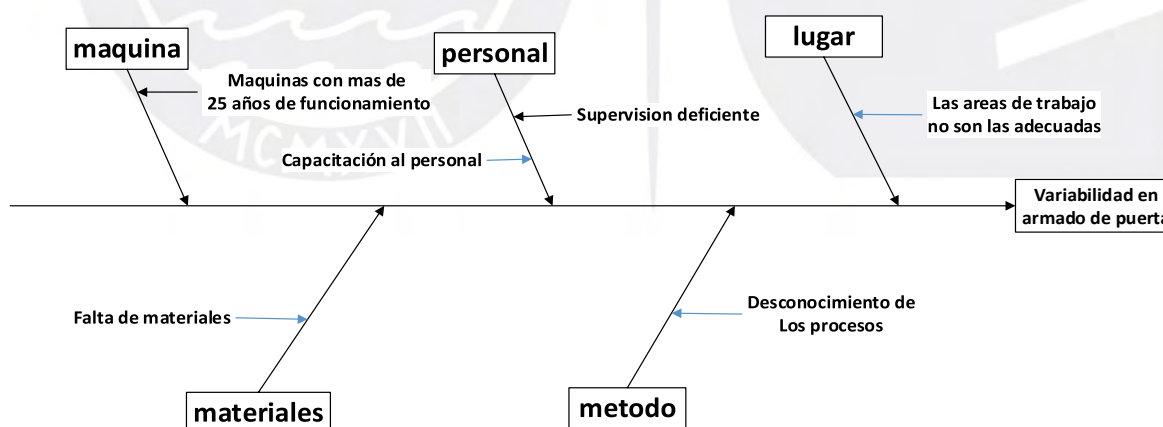 maquina
personal
lugar
Maquinas con mas de
25 años de funcionamiento
Supervision deficiente
Las areas de trabajo
no son las adecuadas
Capacitación al personal
MCMXVII
Variabilidad en
armado de puerta
Falta de materiales
Desconocimiento de
Los procesos
materiales
metodo